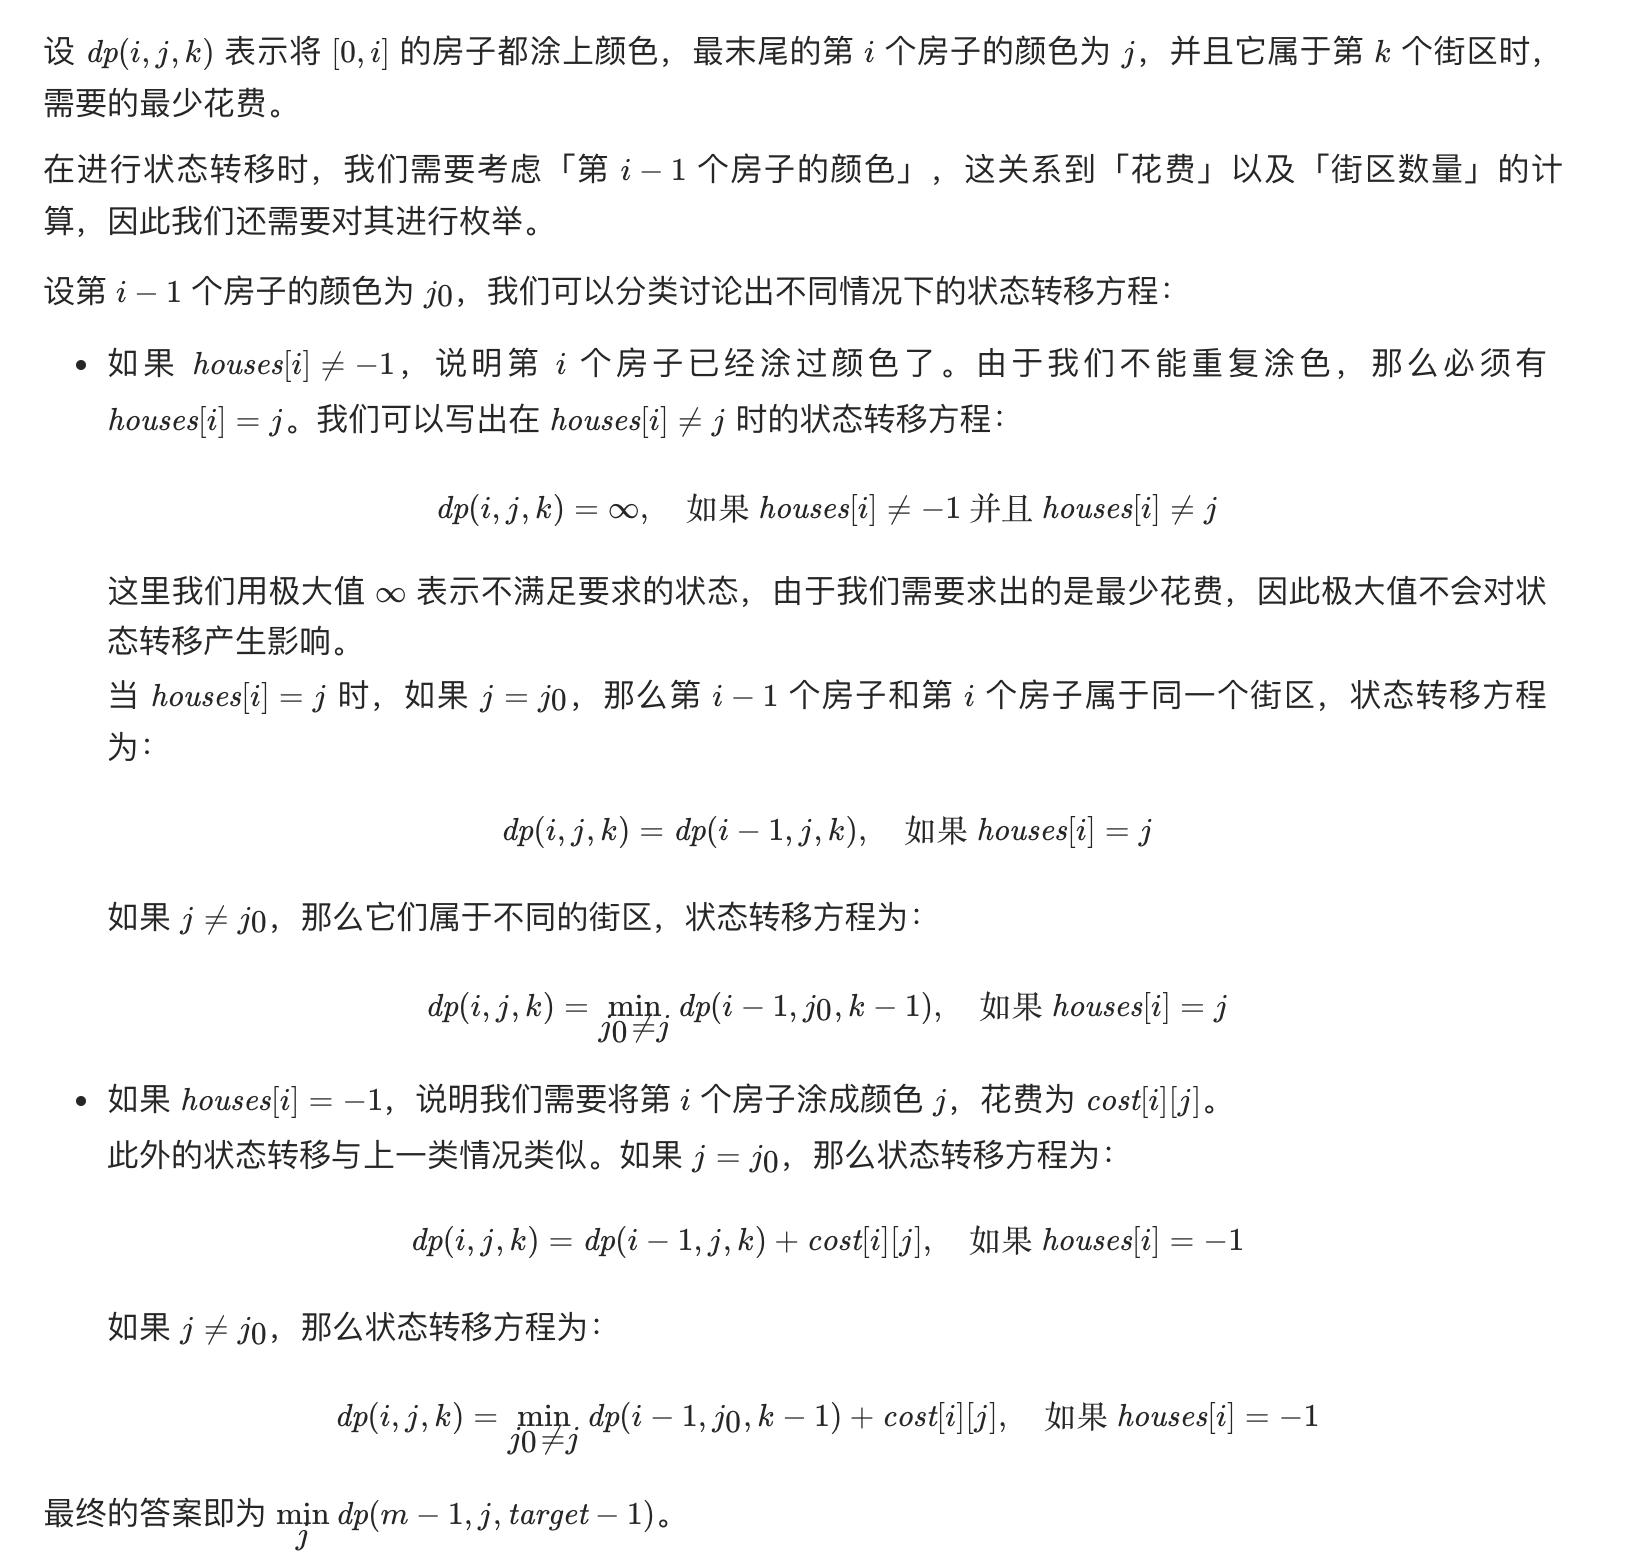 设 dp(i, j, k) 表示将 [0, i] 的房子都涂上颜色，最末尾的第 i 个房子的颜色为 j，并且它属于第 k 个街区时，
需要的最少花费。
在进行状态转移时，我们需要考虑「第 i − 1 个房子的颜色」，这关系到「花费」以及「街区数量」的计
算，因此我们还需要对其进行枚举。
设第 i − 1 个房子的颜色为 j0，我们可以分类讨论出不同情况下的状态转移方程：
• 如果 houses[i] ≠ −1，说明第 i 个房子已经涂过颜色了。由于我们不能重复涂色，那么必须有
houses[i] = j。我们可以写出在 houses[i] ≠ j 时的状态转移方程：
dp(i, j, k) = ∞, 如果 houses[i] ≠ −1 并且 houses[i] ≠ j
这里我们用极大值 ∞ 表示不满足要求的状态，由于我们需要求出的是最少花费，因此极大值不会对状
态转移产生影响。
当 houses[i] = j 时，如果 j = j0，那么第 i − 1 个房子和第 i 个房子属于同一个街区，状态转移方程
为：
dp(i, j, k) = dp(i − 1, j, k), 如果 houses[i] = j
如果 j ≠ j0，那么它们属于不同的街区，状态转移方程为：
dp(i, j, k) = min dp(i − 1, j0, k − 1), 如果 houses[i] = j
j0≠j
• 如果 houses[i] = −1，说明我们需要将第 i 个房子涂成颜色 j，花费为 cost[i][j]。
此外的状态转移与上一类情况类似。如果 j = j0，那么状态转移方程为：
dp(i, j, k) = dp(i − 1, j, k) + cost[i][j], 如果 houses[i] = −1
如果 j ≠ j0，那么状态转移方程为：
dp(i, j, k) = min dp(i − 1, j0, k − 1) + cost[i][j], 如果 houses[i] = −1
j0≠j
最终的答案即为 min dp(m − 1, j, target − 1)。
j